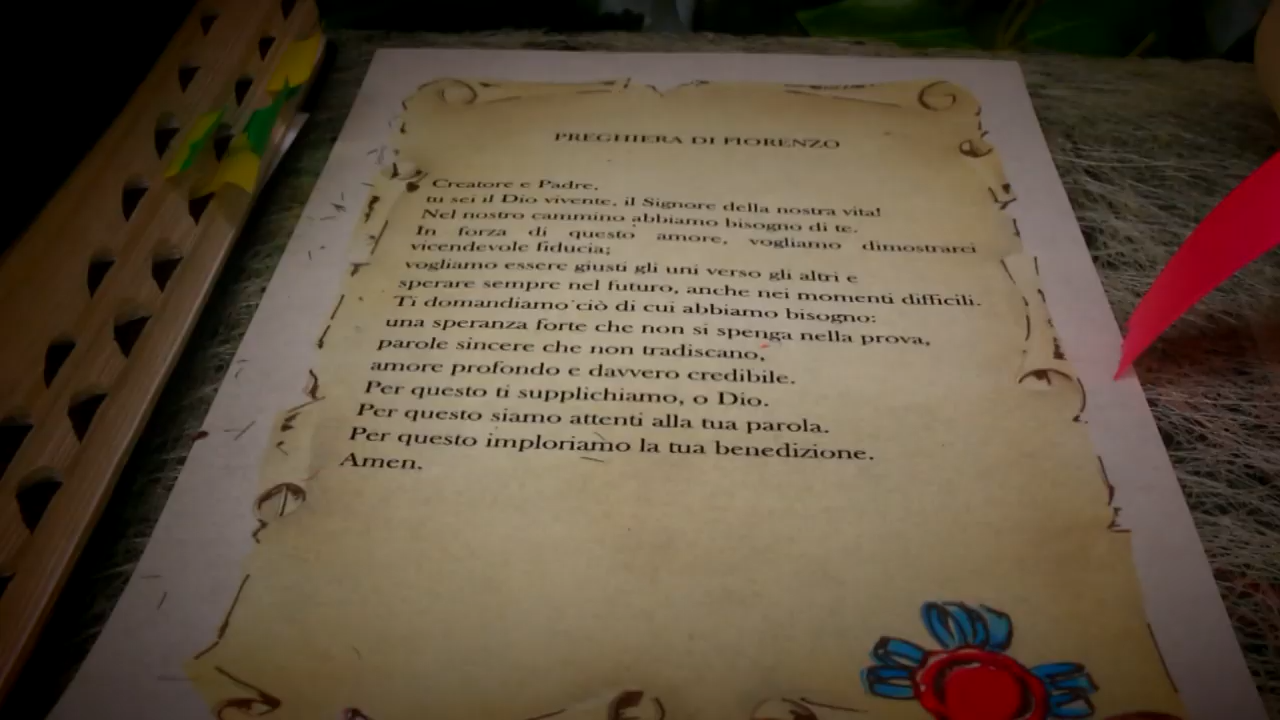 PREGHIERA DI FIORENZO
Creatore e Padre,
tu sei il Dio vivente, il Signore della nostra vita!
Nel nostro cammino abbiamo bisogno di te.
In forza di questo amore, vogliamo dimostrarci
vicendevole fiducia;
vogliamo essere giusti gli uni verso gli altri e
sperare sempre nel futuro, anche nei momenti difficili.
Ti domandiamo ciò di cui abbiamo bisogno:
una speranza forte che non si spenga nella prova,
parole sincere che non tradiscano,
amore profondo e davvero credibile.
Per questo ti supplichiamo, o Dio.
Per questo siamo attenti alla tua parola.
Per questo imploriamo la tua benedizione.
Amen.